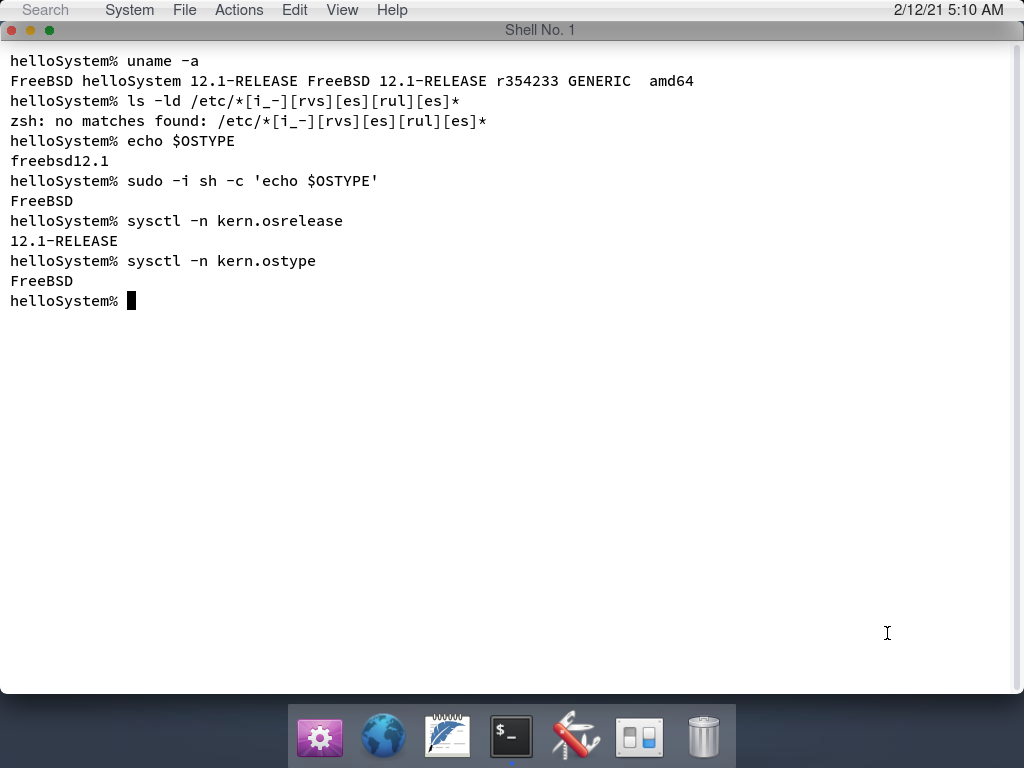 Search System File Actions Edit View Help 2/12/21 5:10 AM
Shell No. 1
helloSystem% uname -a
FreeBSD helloSystem 12.1-RELEASE FreeBSD 12.1-RELEASE r354233 GENERIC  amd64
helloSystem% ls -ld /etc/*[i_-][rvs][es][rul][es]*
zsh: no matches found: /etc/*[i_-][rvs][es][rul][es]*
helloSystem% echo $OSTYPE
freebsd12.1
helloSystem% sudo -i sh -c 'echo $OSTYPE'
FreeBSD
helloSystem% sysctl -n kern.osrelease
12.1-RELEASE
helloSystem% sysctl -n kern.ostype
FreeBSD
helloSystem%
$_